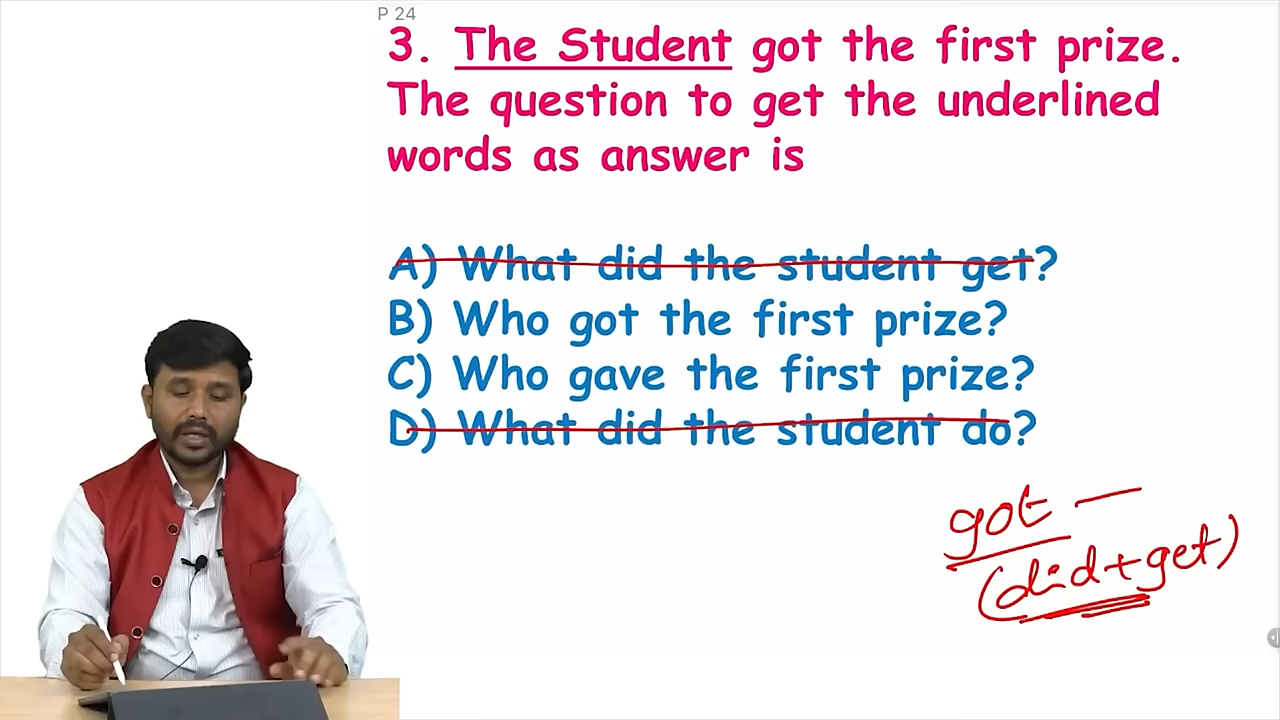 P 24
3. The Student got the first prize.
The question to get the underlined
words as answer is
A) What did the student get?
B) Who got the first prize?
C) Who gave the first prize?
D) What did the student do?
got —
(did+get)